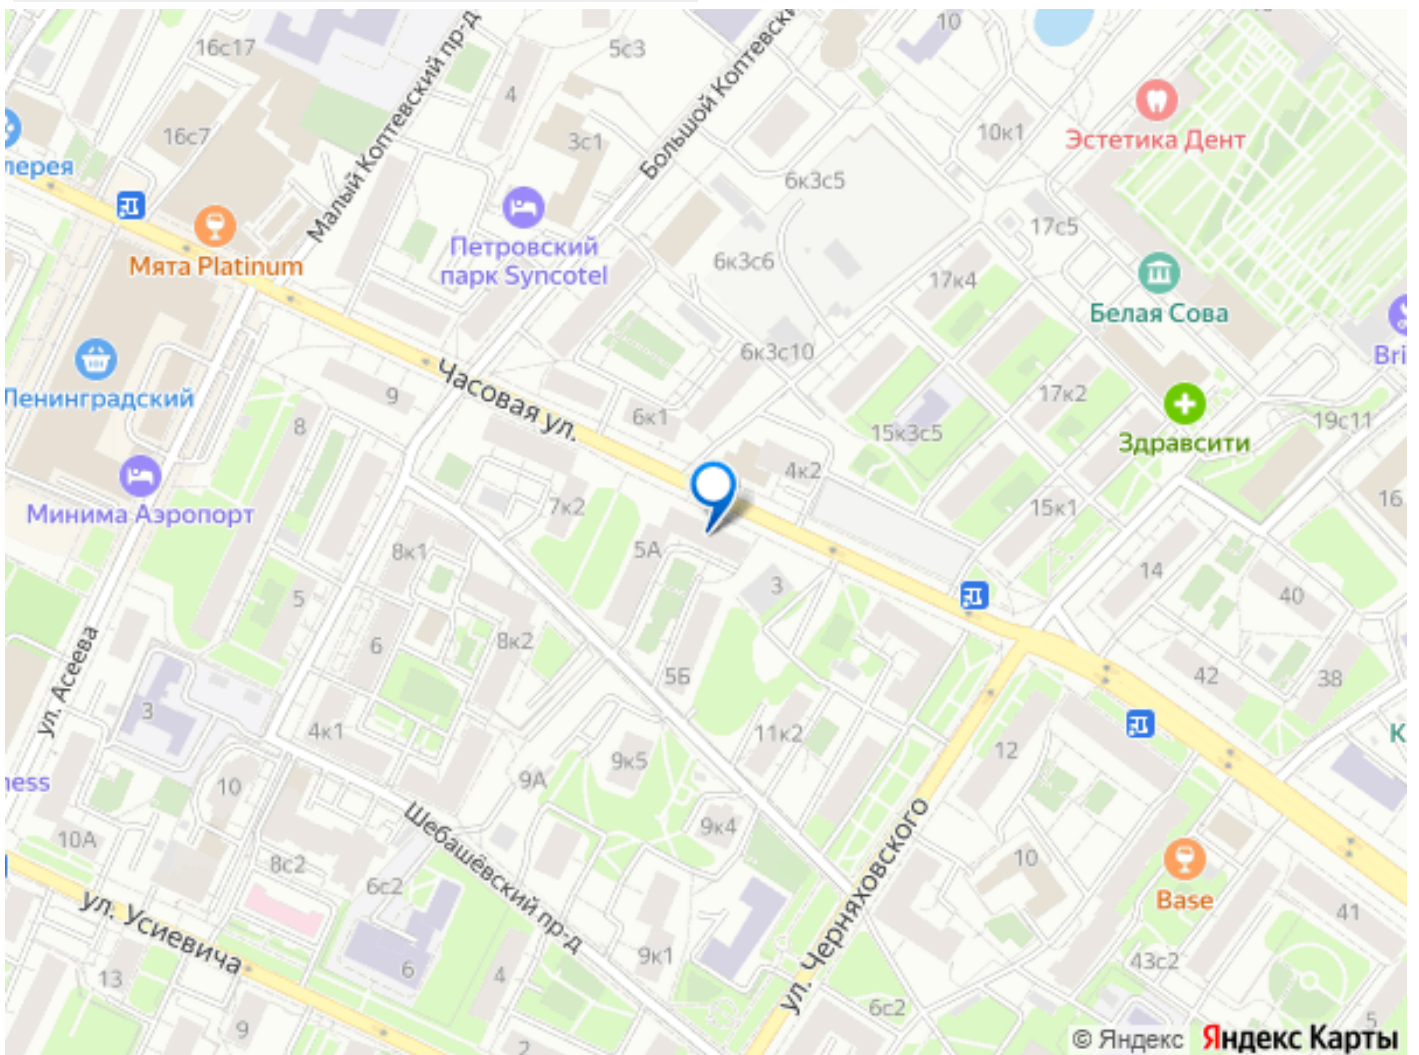 16с17
5с3
10
4
16с7
3с1
10к1
Эстетика Дент
лерея
Малый Коптевский пр-д
Большой Коптевски
6к3с5
17с5
Мята Platinum
Петровский
парк Syncotel
6к3с6
17к4
Белая Сова
Bri
Ленинградский
6к3с10
9
Часовая ул.
17к2
8
6к1
15к3с5
19с11
Здравсити
4к2
Минима Аэропорт
7к2
15к1
16
8к1
5А
3
14
40
5
ул. Асеева
6
8к2
5Б
42
38
3
4к1
11к2
12
К
ness
10
9А
9к5
10А
Шебашёвский пр-д
9к4
8с2
10
6с2
Base
ул. Усиевича
ул. Черняховского
41
13
6
4
9к1
43с2
9
2
6с2
5
© Яндекс Яндекс Карты